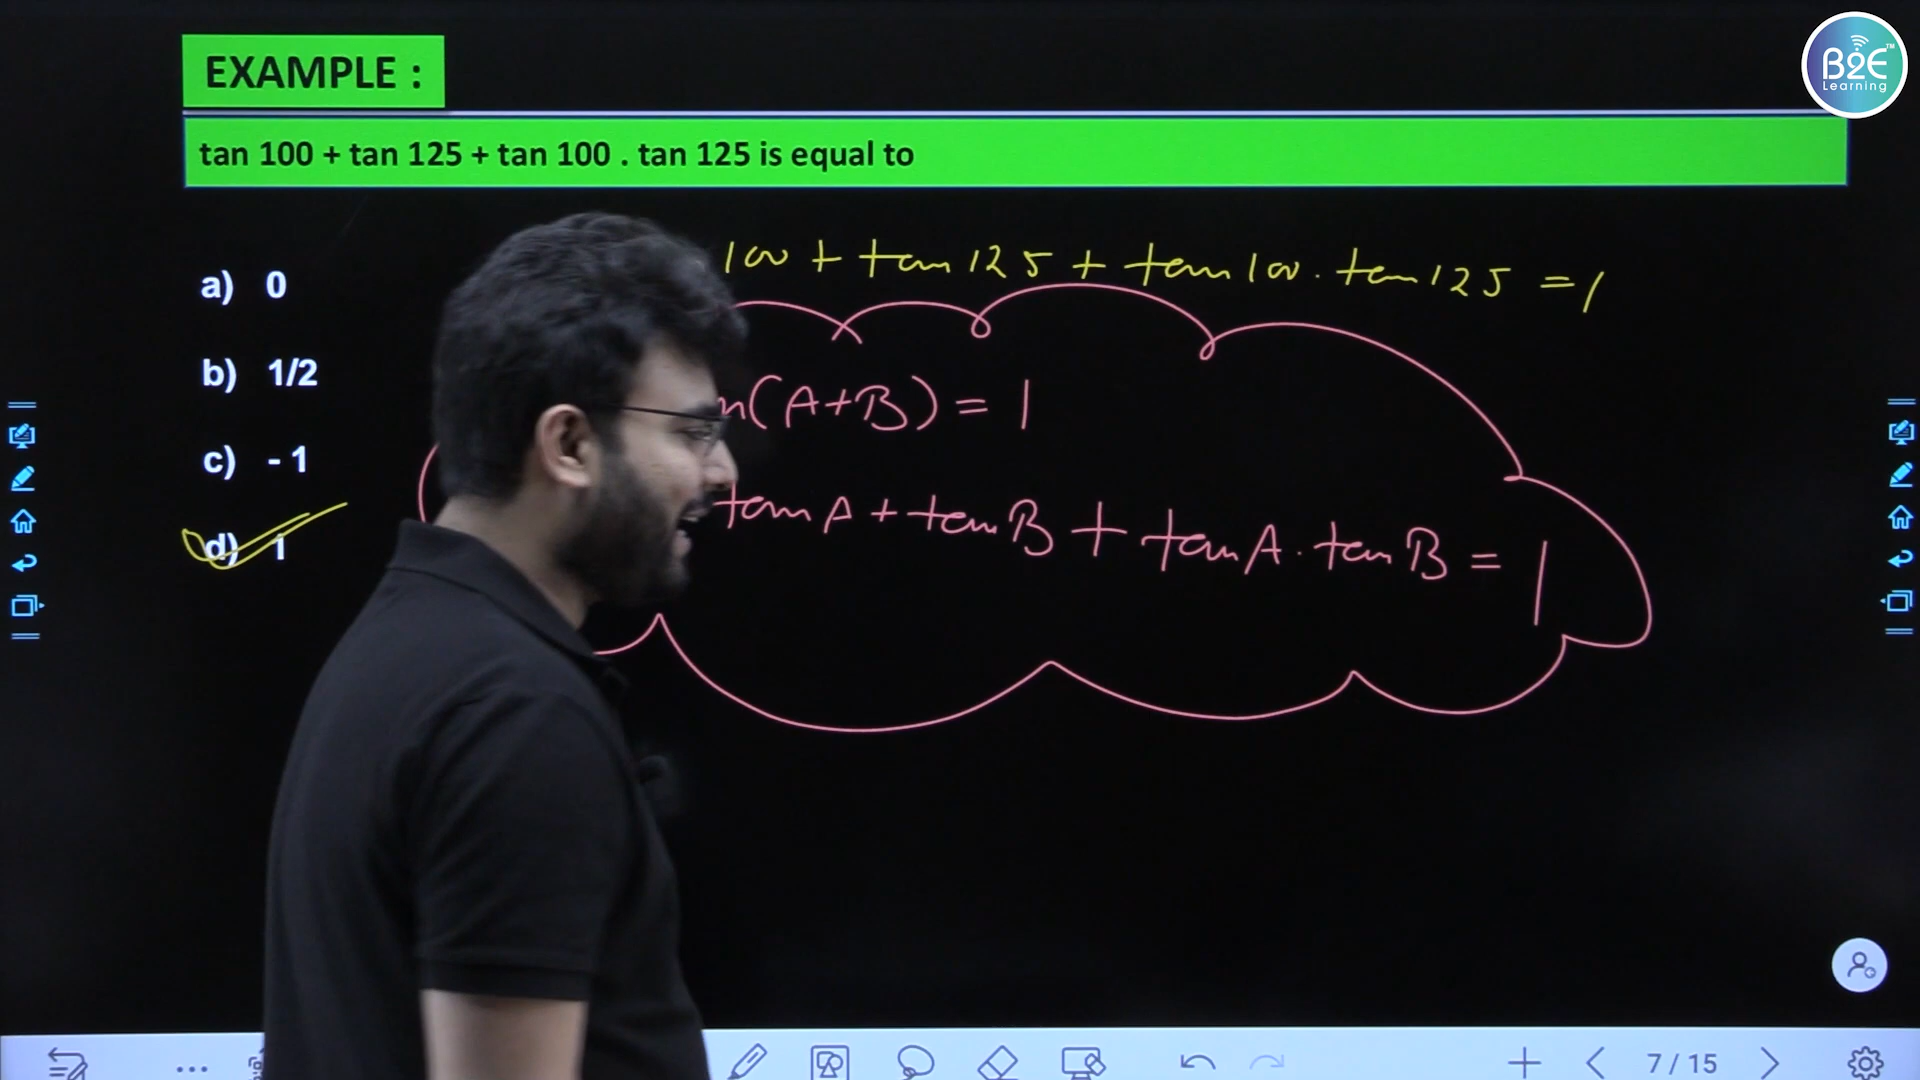 B2E™
Learning
EXAMPLE :
tan 100 + tan 125 + tan 100 . tan 125 is equal to
100 + tan 125 + tan 100 . tan 125 = 1
a) 0
b) 1/2
n(A+B) = 1
c) - 1
tan A + tan B + tan A . tan B = 1
d) 1
7 / 15